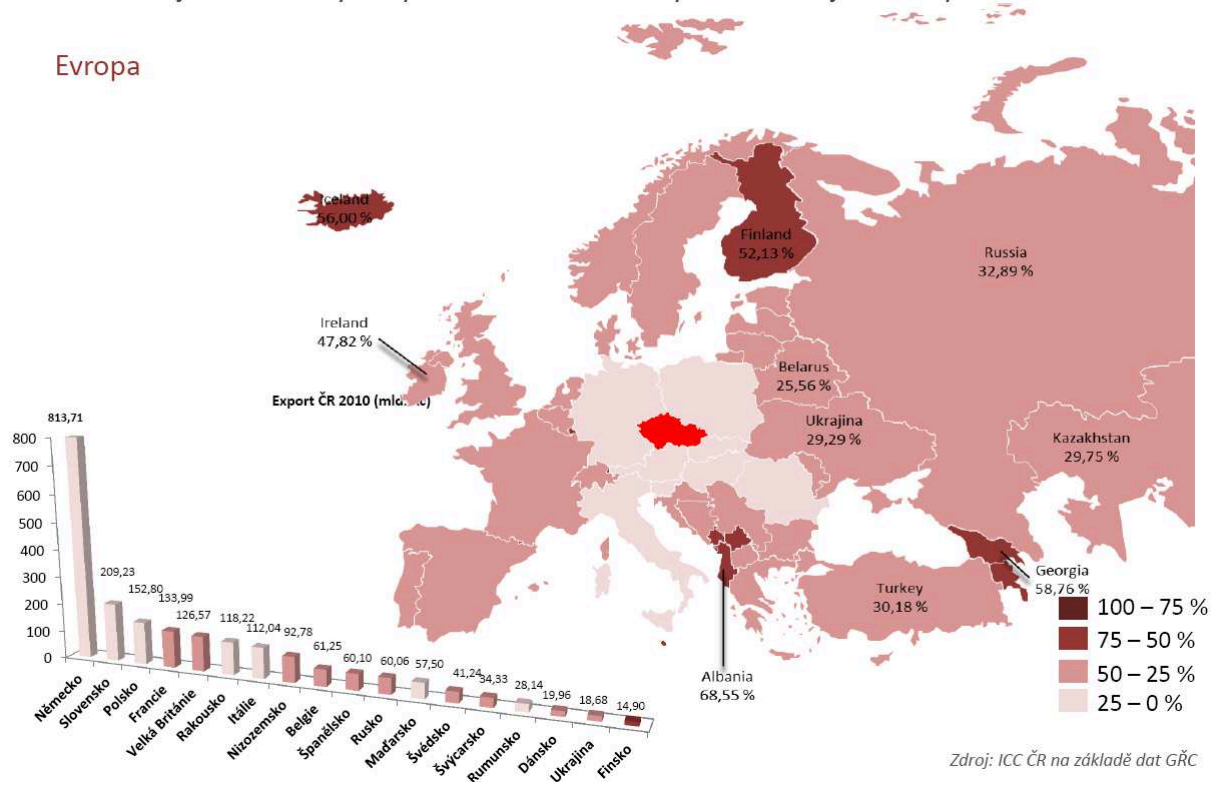 Evropa
Iceland
56,00 %
Finland
52,13 %
Russia
32,89 %
Ireland
47,82 %
Belarus
25,56 %
Export ČR 2010 (mld.
Ukrajina
29,29 %
Kazakhstan
29,75 %
Georgia
58,76 %
Turkey
30,18 %
Albania
68,55 %
100 – 75 %
75 – 50 %
50 – 25 %
25 – 0 %
800
700
600
500
400
300
200
100
0
813,71
209,23
152,80
133,99
126,57
118,22
112,04
92,78
61,25
60,10
60,06
57,50
41,24
34,33
28,14
19,96
18,68
14,90
Německo
Slovensko
Polsko
Francie
Velká Británie
Rakousko
Itálie
Nizozemsko
Belgie
Španělsko
Rusko
Maďarsko
Švédsko
Švýcarsko
Rumunsko
Dánsko
Ukrajina
Finsko
Zdroj: ICC ČR na základě dat GŘC